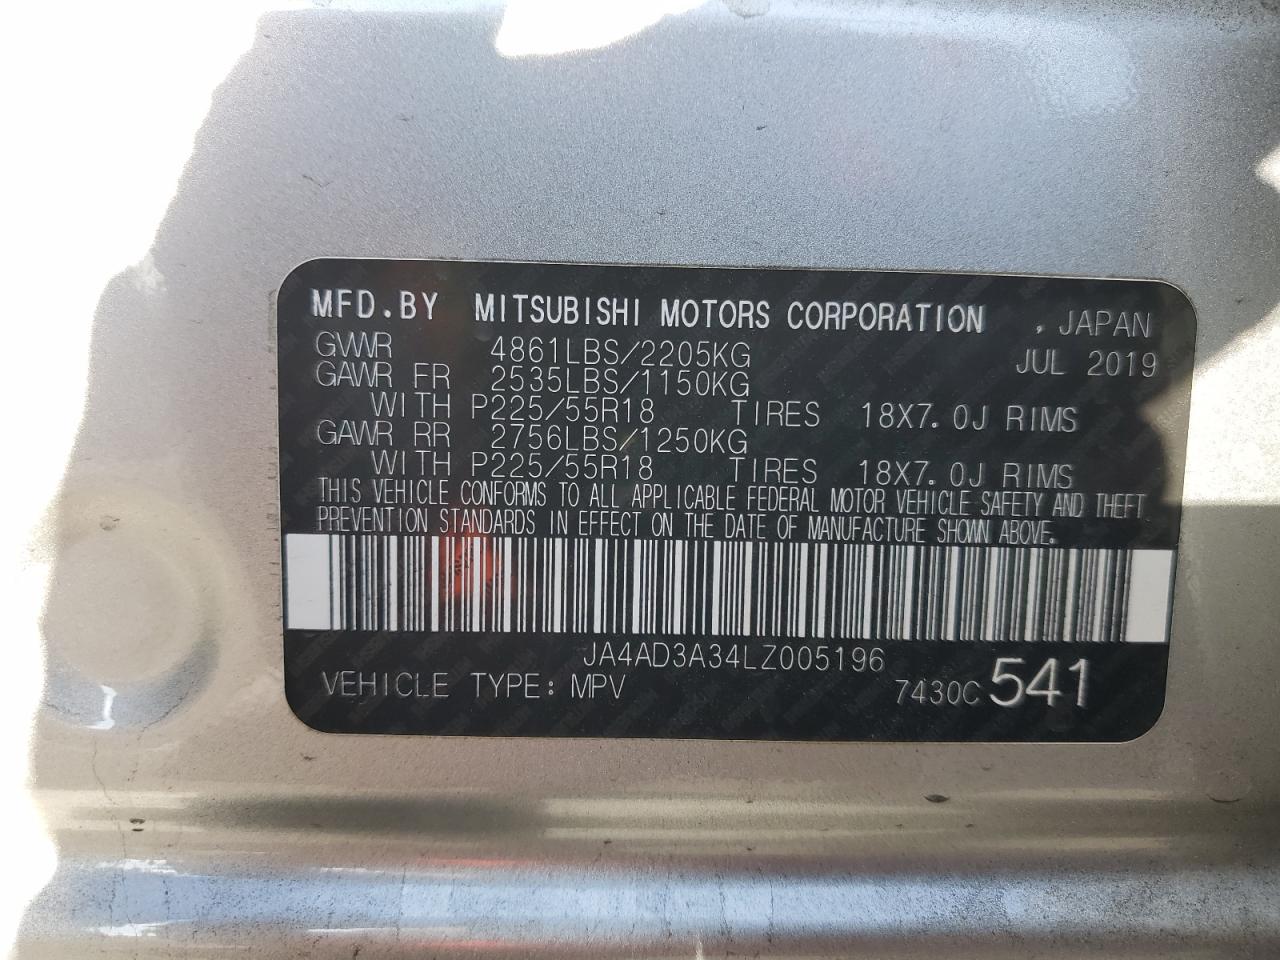 MFD.BY MITSUBISHI MOTORS CORPORATION , JAPAN
GWWR 4861LBS/2205KG JUL 2019
GAWR FR 2535LBS/1150KG
WITH P225/55R18 TIRES 18X7.0J RIMS
GAWR RR 2756LBS/1250KG
WITH P225/55R18 TIRES 18X7.0J RIMS
THIS VEHICLE CONFORMS TO ALL APPLICABLE FEDERAL MOTOR VEHICLE SAFETY AND THEFT
PREVENTION STANDARDS IN EFFECT ON THE DATE OF MANUFACTURE SHOWN ABOVE.
JA4AD3A34LZ005196
VEHICLE TYPE: MPV 7430C 541